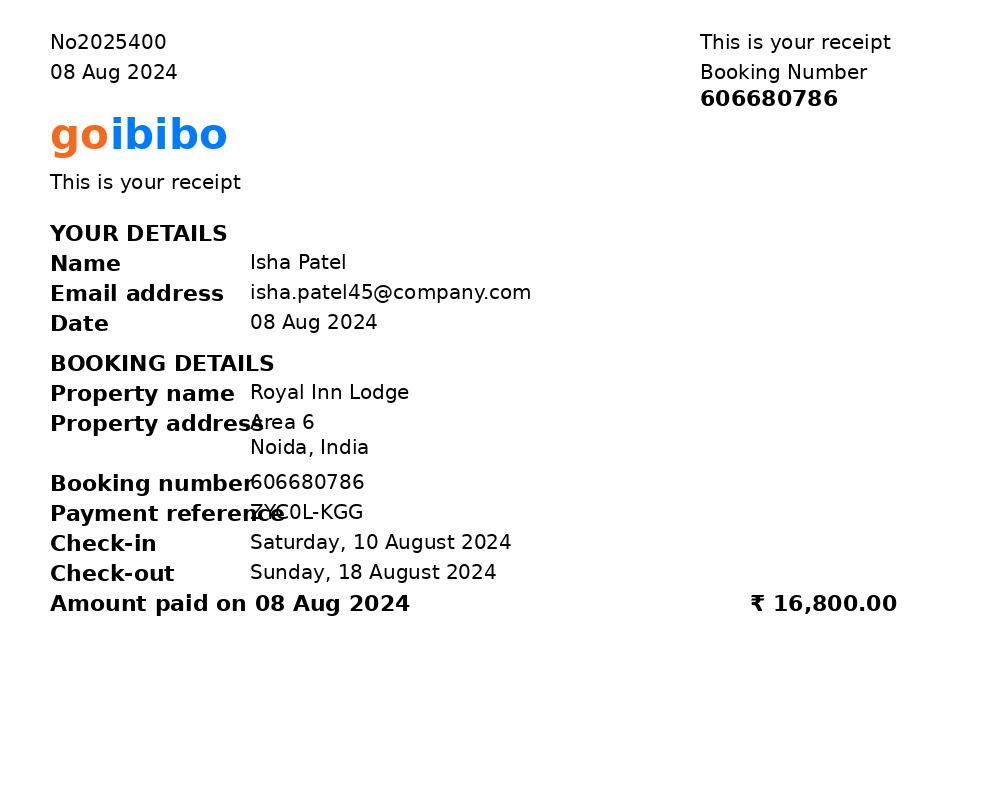 No2025400
08 Aug 2024
This is your receipt
Booking Number
606680786
goibibo
This is your receipt
YOUR DETAILS
Name Isha Patel
Email address isha.patel45@company.com
Date 08 Aug 2024
BOOKING DETAILS
Property name Royal Inn Lodge
Property address Area 6
Noida, India
Booking number 606680786
Payment reference ZYC0L-KGG
Check-in Saturday, 10 August 2024
Check-out Sunday, 18 August 2024
Amount paid on 08 Aug 2024 ₹ 16,800.00